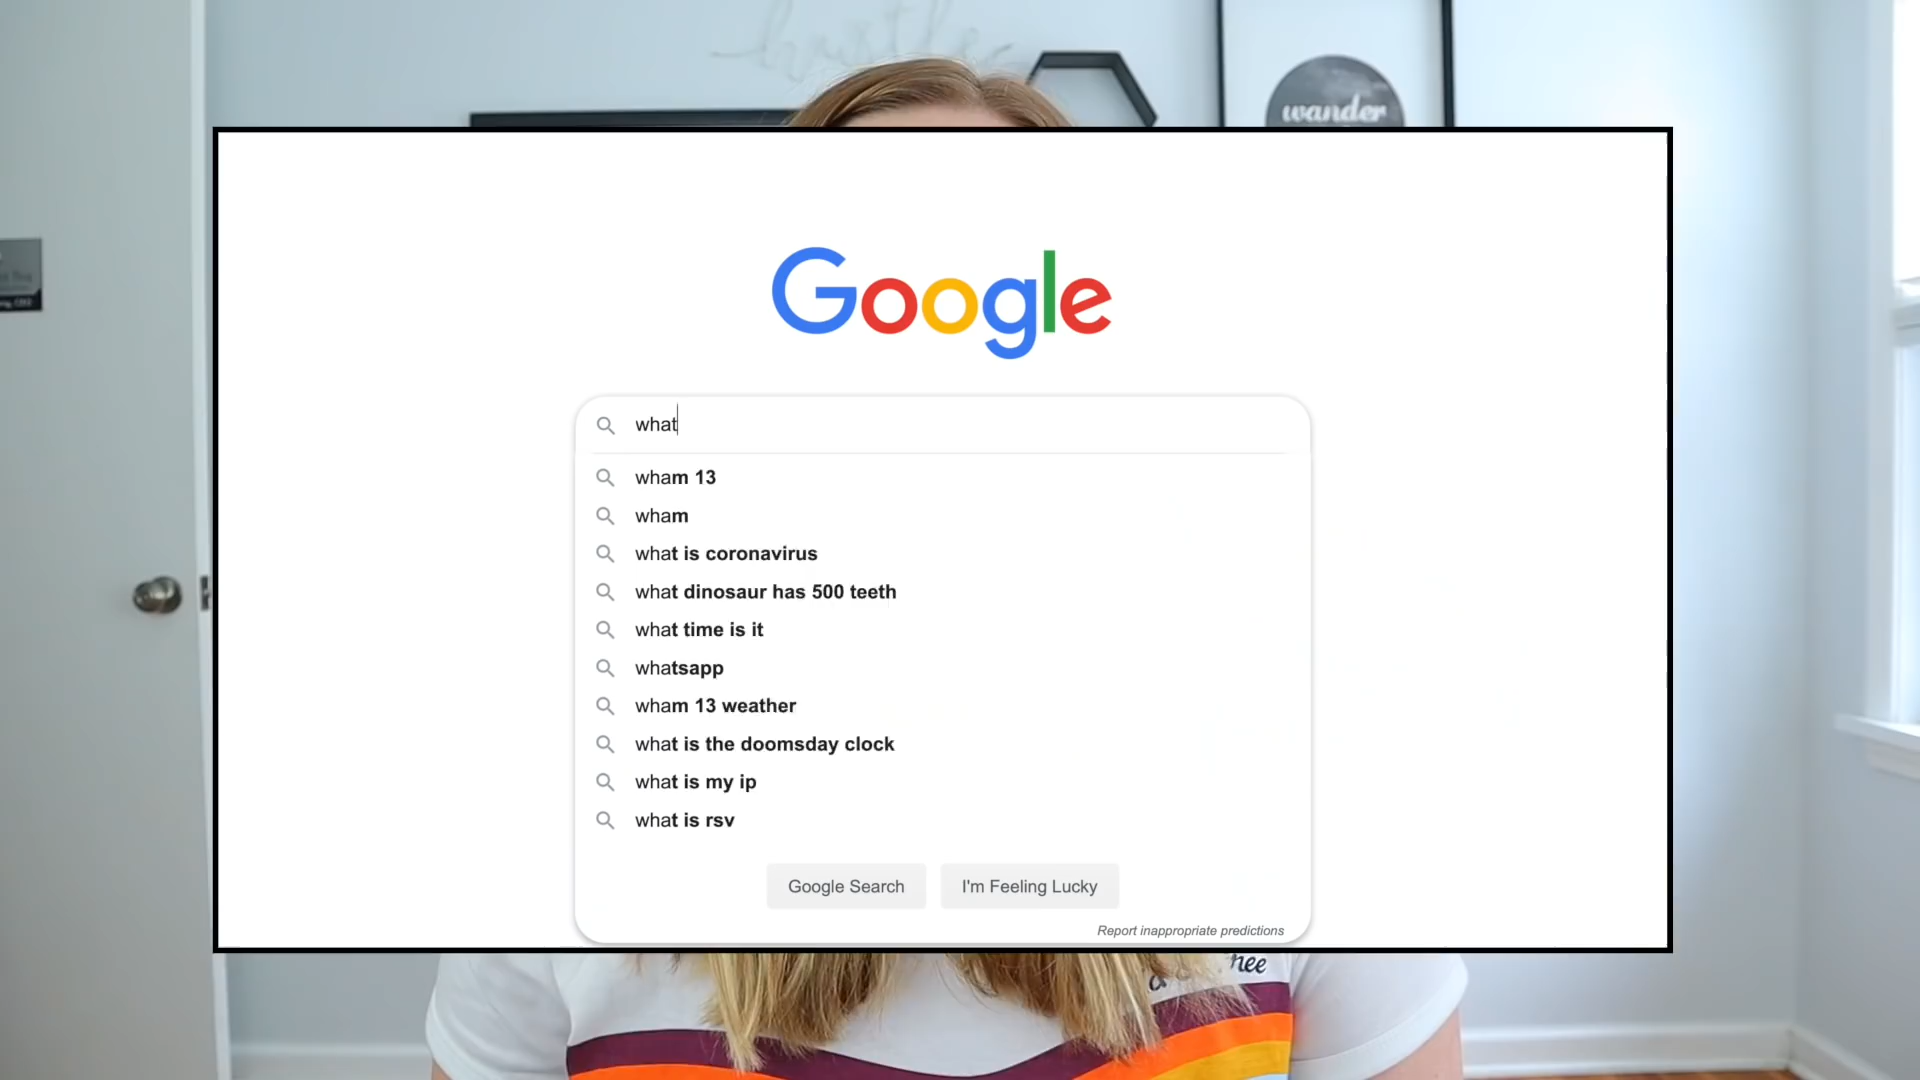 hustle
wander
Google
what
wham 13
wham
what is coronavirus
what dinosaur has 500 teeth
what time is it
whatsapp
wham 13 weather
what is the doomsday clock
what is my ip
what is rsv
Google Search
I'm Feeling Lucky
Report inappropriate predictions